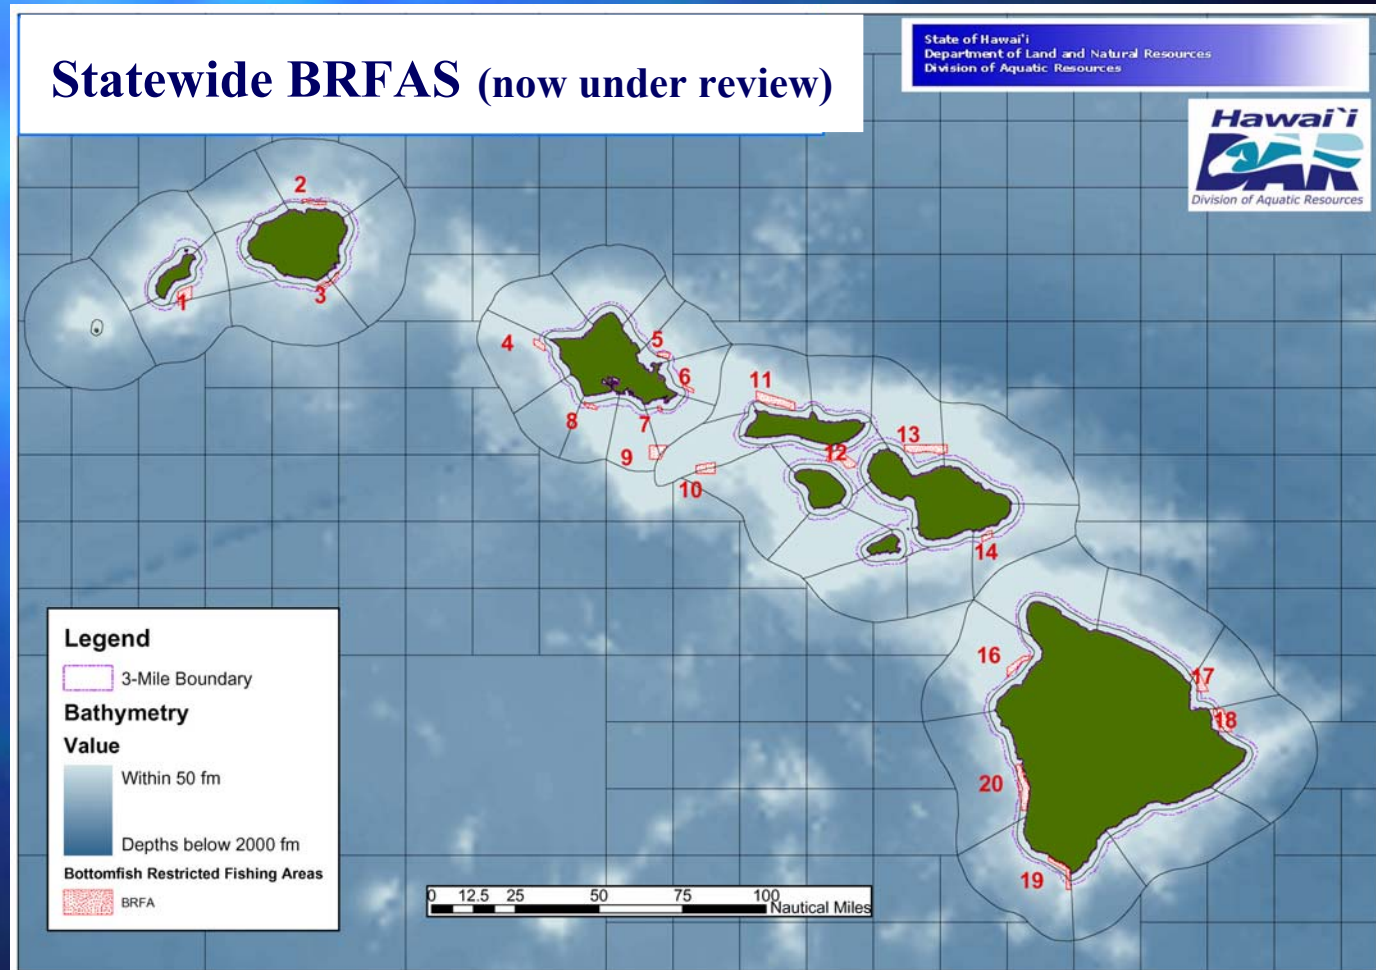 Statewide BRFAS (now under review)
State of Hawai'i
Department of Land and Natural Resources
Division of Aquatic Resources
Hawai`i
DAR
Division of Aquatic Resources
2
1
3
4
5
6
7
8
9
10
11
12
13
14
16
17
18
20
19
Legend
3-Mile Boundary
Bathymetry
Value
Within 50 fm
Depths below 2000 fm
Bottomfish Restricted Fishing Areas
BRFA
0 12.5 25 50 75 100
Nautical Miles